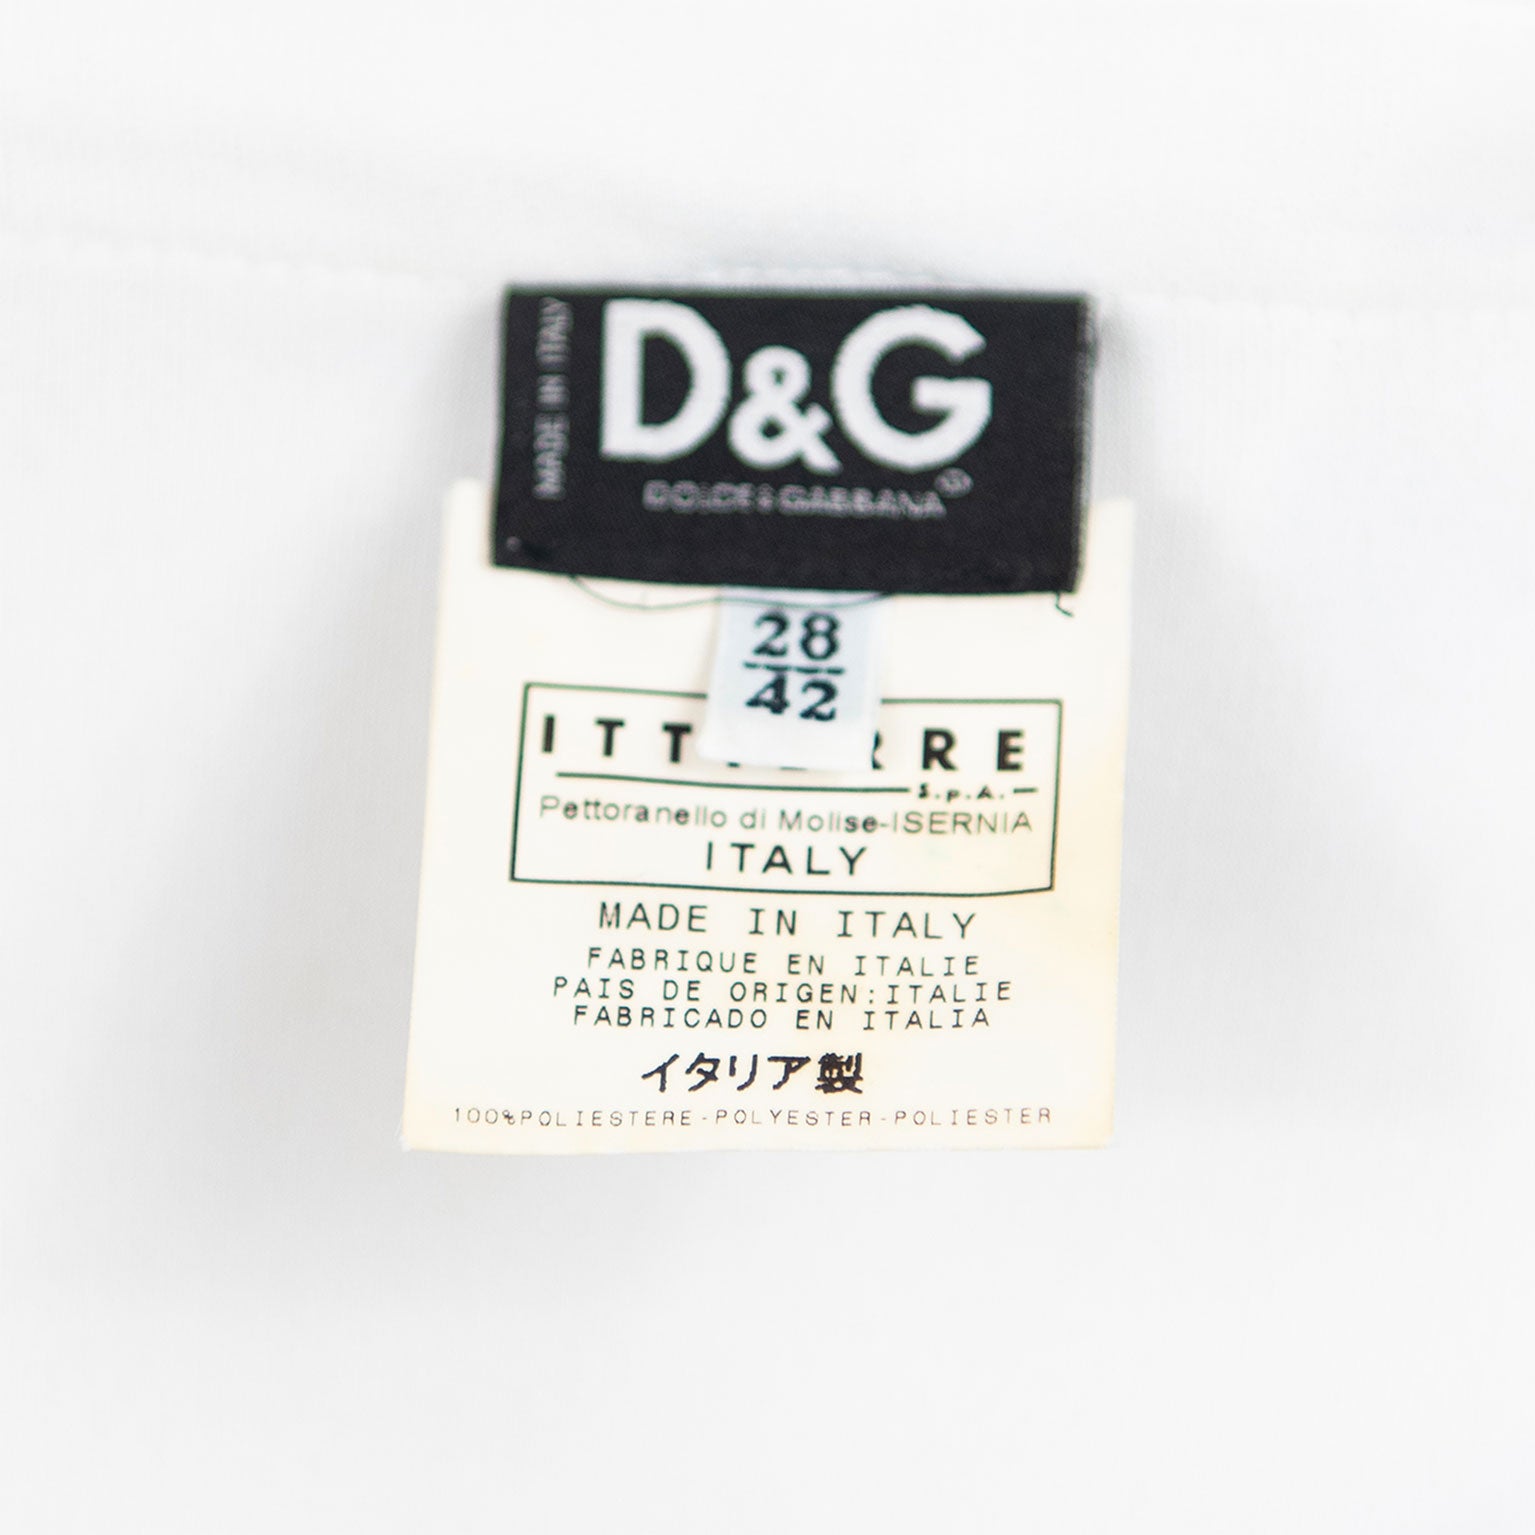 MADE IN ITALY
D&G
DOLCE & GABBANA
28
42
S.p.A.
Pettoranello di Molise-ISERNIA
ITALY
MADE IN ITALY
FABRIQUE EN ITALIE
PAIS DE ORIGEN:ITALIE
FABRICADO EN ITALIA
イタリア製
100%POLIESTERE-POLYESTER-POLIESTER